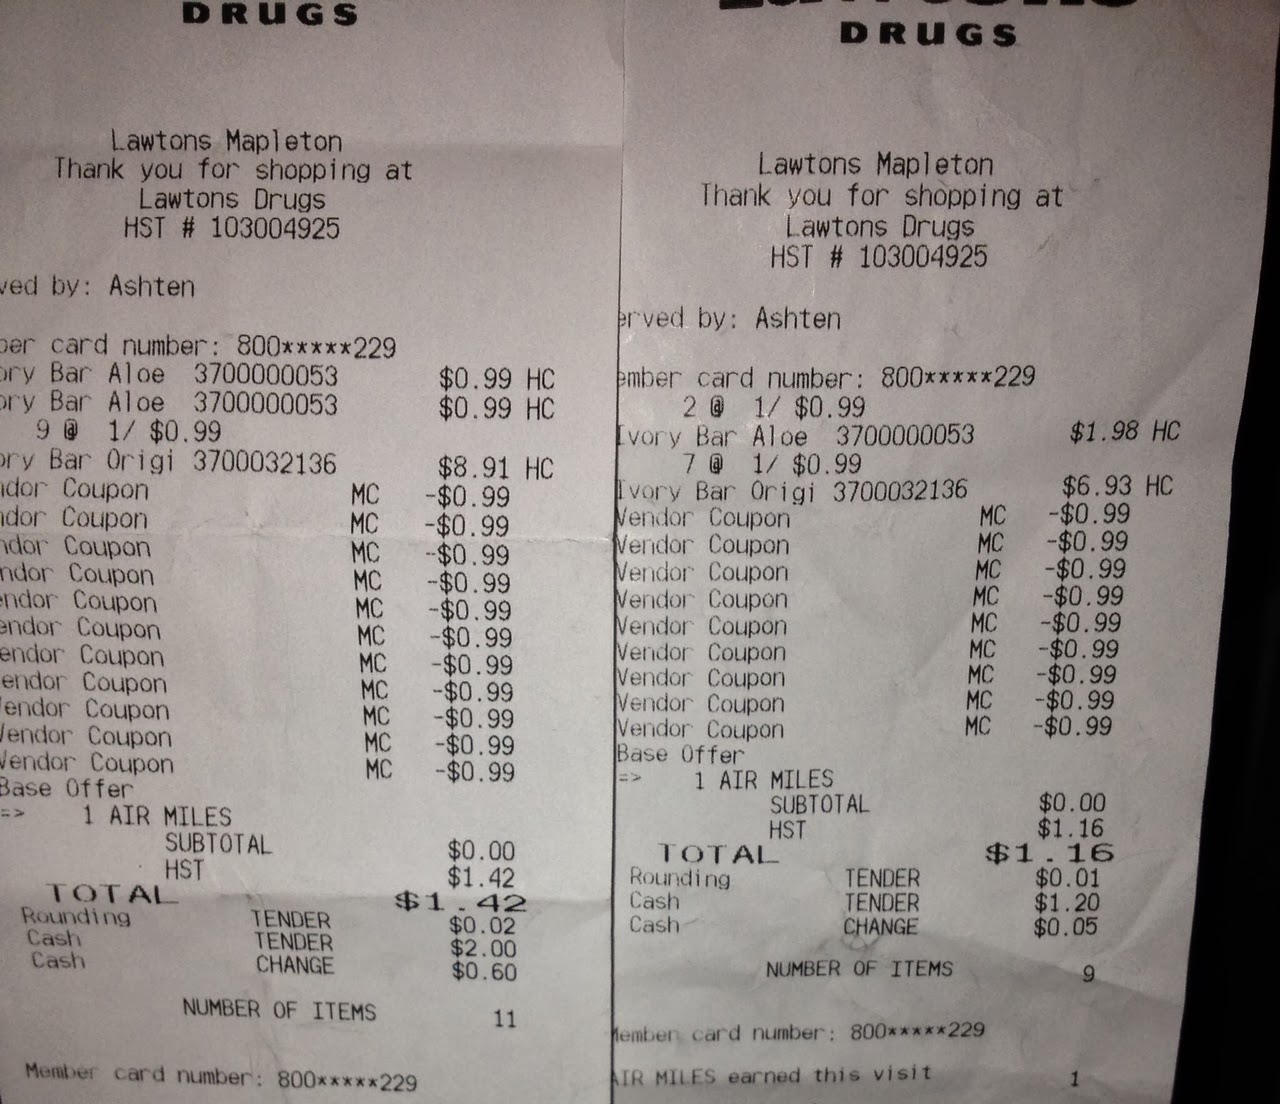 DRUGS
Lawtons Mapleton
Thank you for shopping at
Lawtons Drugs
HST # 103004925
ved by: Ashten
ber card number: 800*****229
ory Bar Aloe 3700000053 $0.99 HC
ory Bar Aloe 3700000053 $0.99 HC
9 @ 1/ $0.99
ory Bar Origi 3700032136 $8.91 HC
ndor Coupon MC -$0.99
ndor Coupon MC -$0.99
ndor Coupon MC -$0.99
ndor Coupon MC -$0.99
endor Coupon MC -$0.99
endor Coupon MC -$0.99
endor Coupon MC -$0.99
endor Coupon MC -$0.99
Vendor Coupon MC -$0.99
Vendor Coupon MC -$0.99
Vendor Coupon MC -$0.99
Base Offer
=> 1 AIR MILES
SUBTOTAL $0.00
HST $1.42
TOTAL $1.42
Rounding TENDER $0.02
Cash TENDER $2.00
Cash CHANGE $0.60
NUMBER OF ITEMS 11
Member card number: 800*****229
DRUGS
Lawtons Mapleton
Thank you for shopping at
Lawtons Drugs
HST # 103004925
erved by: Ashten
ember card number: 800*****229
2 @ 1/ $0.99
Ivory Bar Aloe 3700000053 $1.98 HC
7 @ 1/ $0.99
Ivory Bar Origi 3700032136 $6.93 HC
Vendor Coupon MC -$0.99
Vendor Coupon MC -$0.99
Vendor Coupon MC -$0.99
Vendor Coupon MC -$0.99
Vendor Coupon MC -$0.99
Vendor Coupon MC -$0.99
Vendor Coupon MC -$0.99
Vendor Coupon MC -$0.99
Vendor Coupon MC -$0.99
Base Offer
=> 1 AIR MILES
SUBTOTAL $0.00
HST $1.16
TOTAL $1.16
Rounding TENDER $0.01
Cash TENDER $1.20
Cash CHANGE $0.05
NUMBER OF ITEMS 9
Member card number: 800*****229
AIR MILES earned this visit 1